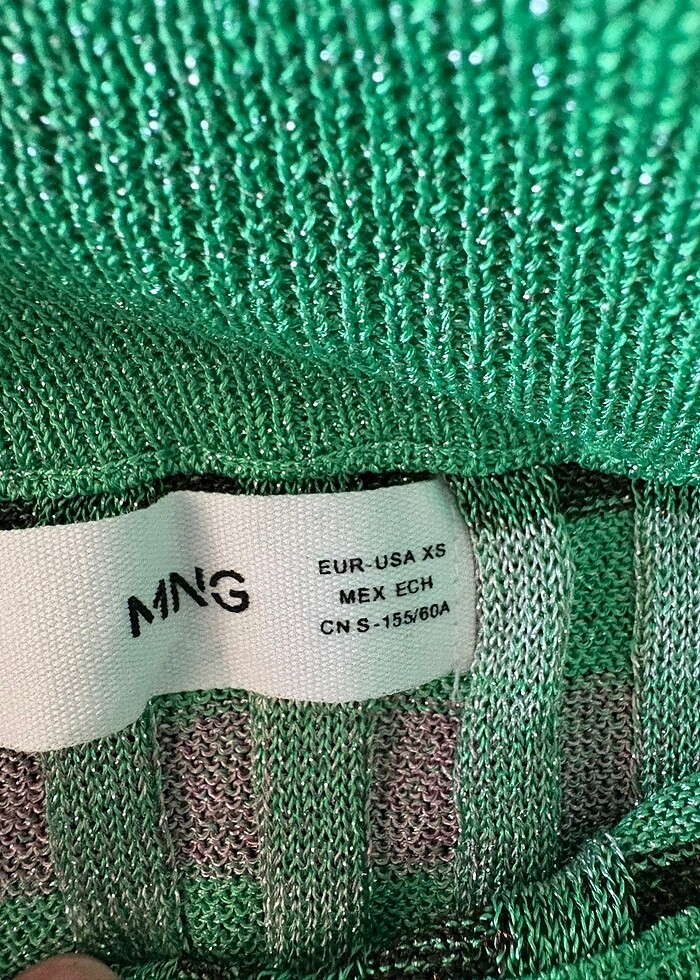 MNG
EUR-USA XS
MEX ECH
CN S-155/60A